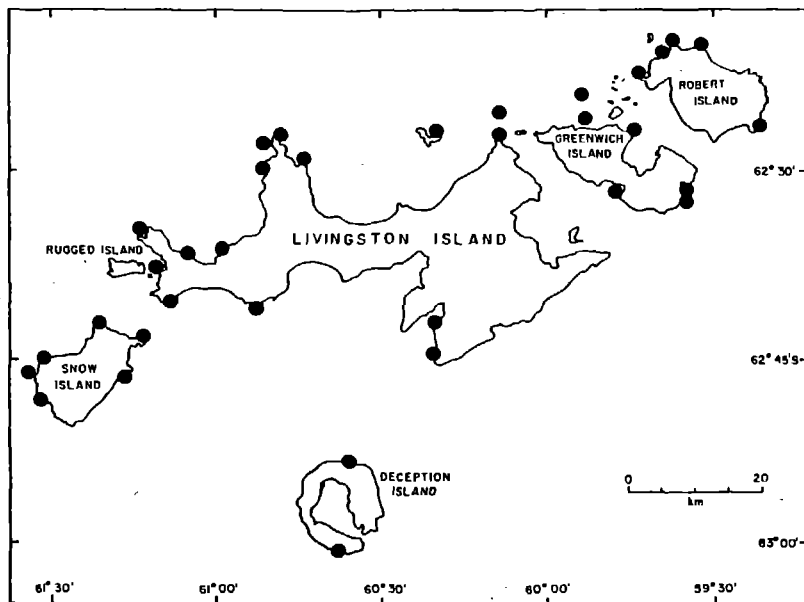 ROBERT
ISLAND
GREENWICH
ISLAND
62°30'
LIVINGSTON ISLAND
RUGGED ISLAND
62°45'S
SNOW
ISLAND
DECEPTION
ISLAND
0 20
km
63°00'
61°30' 61°00' 60°30' 60°00' 59°30'